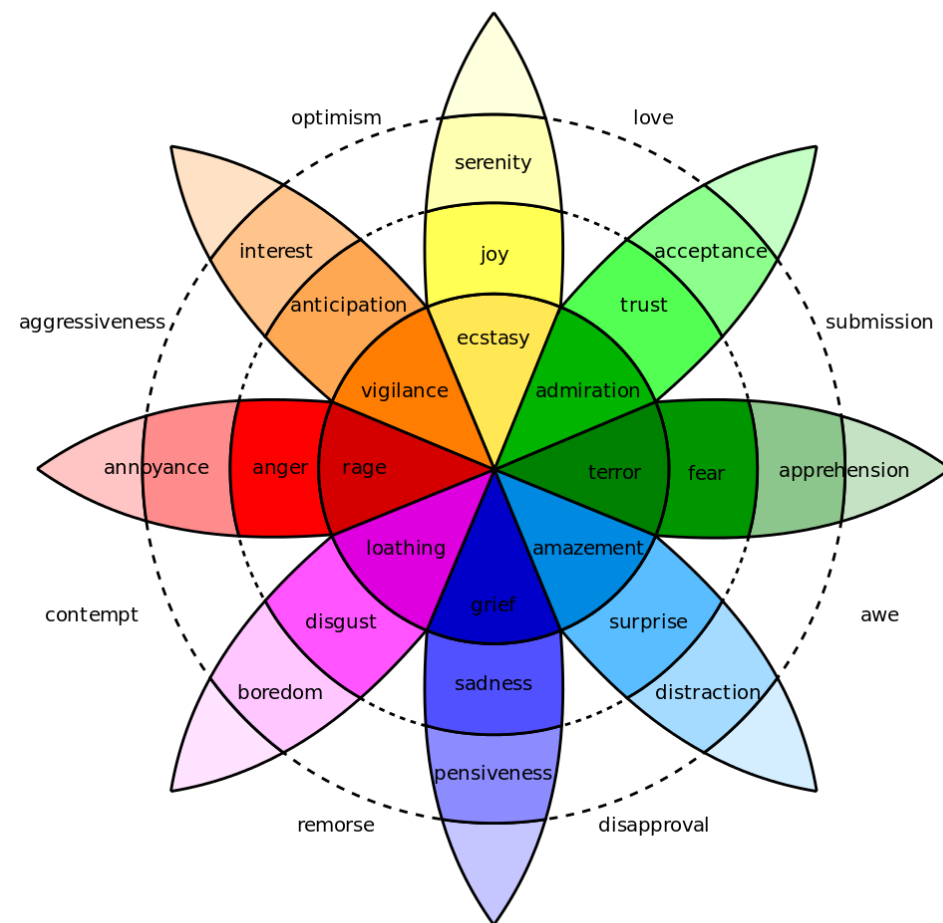 optimism
love
serenity
interest
acceptance
joy
anticipation
trust
aggressiveness
submission
ecstasy
vigilance
admiration
annoyance
anger
rage
terror
fear
apprehension
loathing
amazement
grief
contempt
awe
disgust
surprise
boredom
sadness
distraction
pensiveness
remorse
disapproval